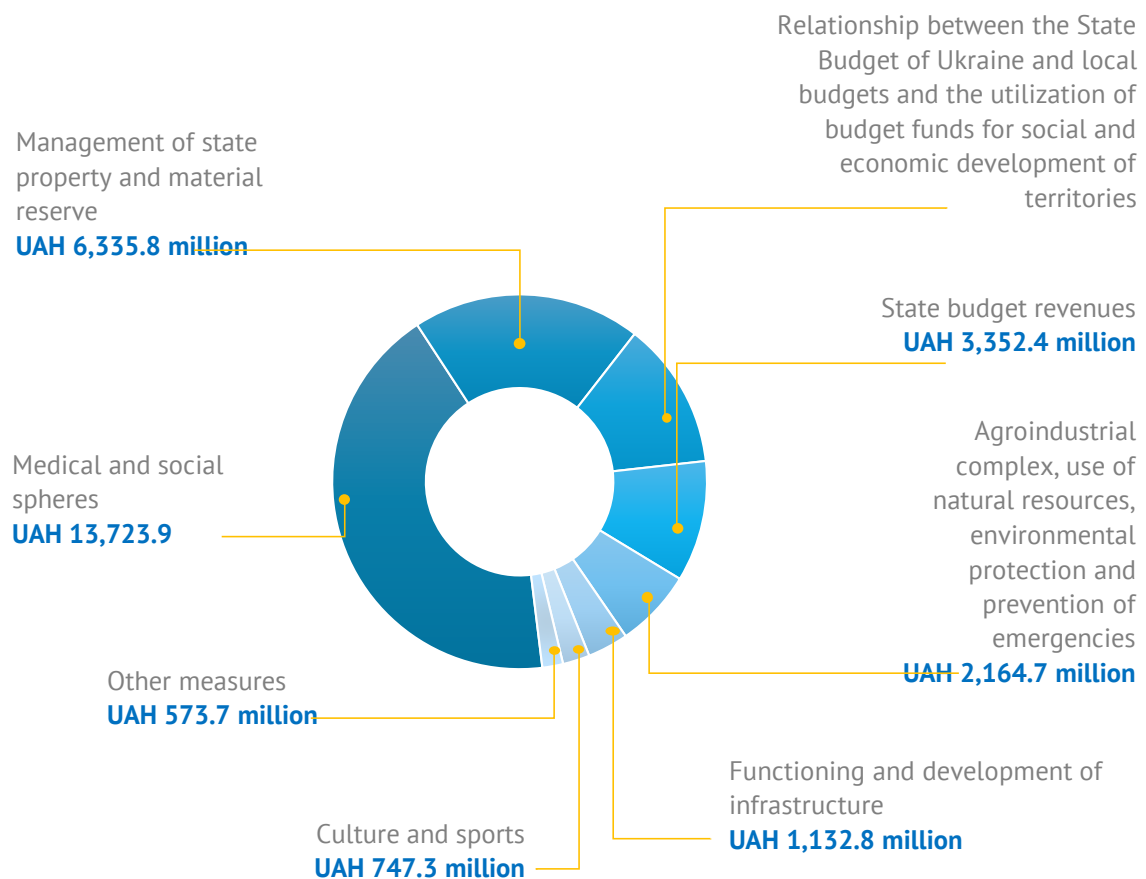 Relationship between the State
Budget of Ukraine and local
budgets and the utilization of
budget funds for social and
economic development of
territories
Management of state
property and material
reserve
UAH 6,335.8 million
State budget revenues
UAH 3,352.4 million
Agroindustrial
complex, use of
natural resources,
environmental
protection and
prevention of
emergencies
UAH 2,164.7 million
Medical and social
spheres
UAH 13,723.9
Other measures
UAH 573.7 million
Functioning and development of
infrastructure
UAH 1,132.8 million
Culture and sports
UAH 747.3 million